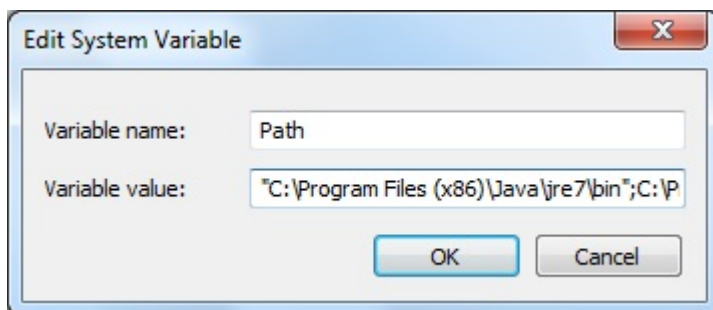 Edit System Variable
Variable name: Path
Variable value: "C:\Program Files (x86)\Java\jre7\bin";C:\P
OK Cancel